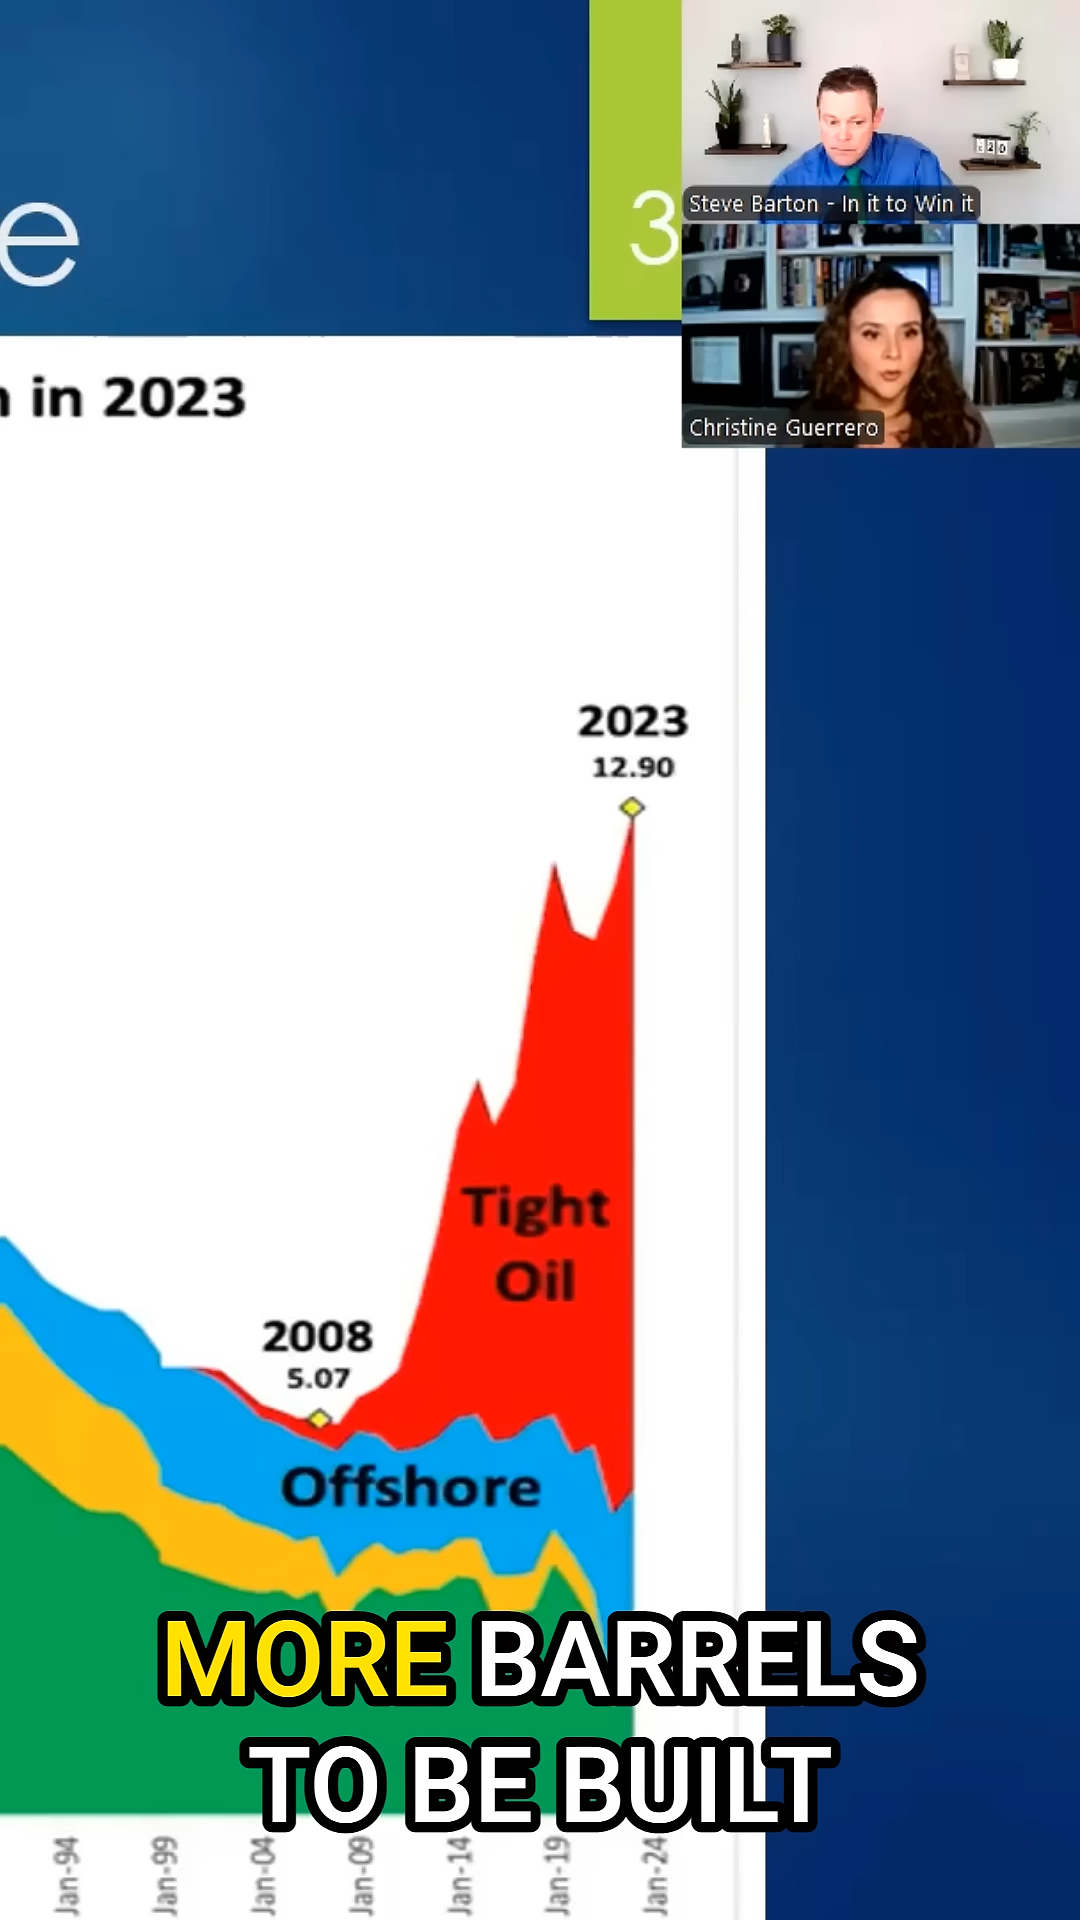 e
3
Steve Barton - In it to Win it
Christine Guerrero
n in 2023
2023
12.90
Tight
Oil
2008
5.07
Offshore
MORE BARRELS
TO BE BUILT
Jan-94
Jan-99
Jan-04
Jan-09
Jan-14
Jan-19
Jan-24